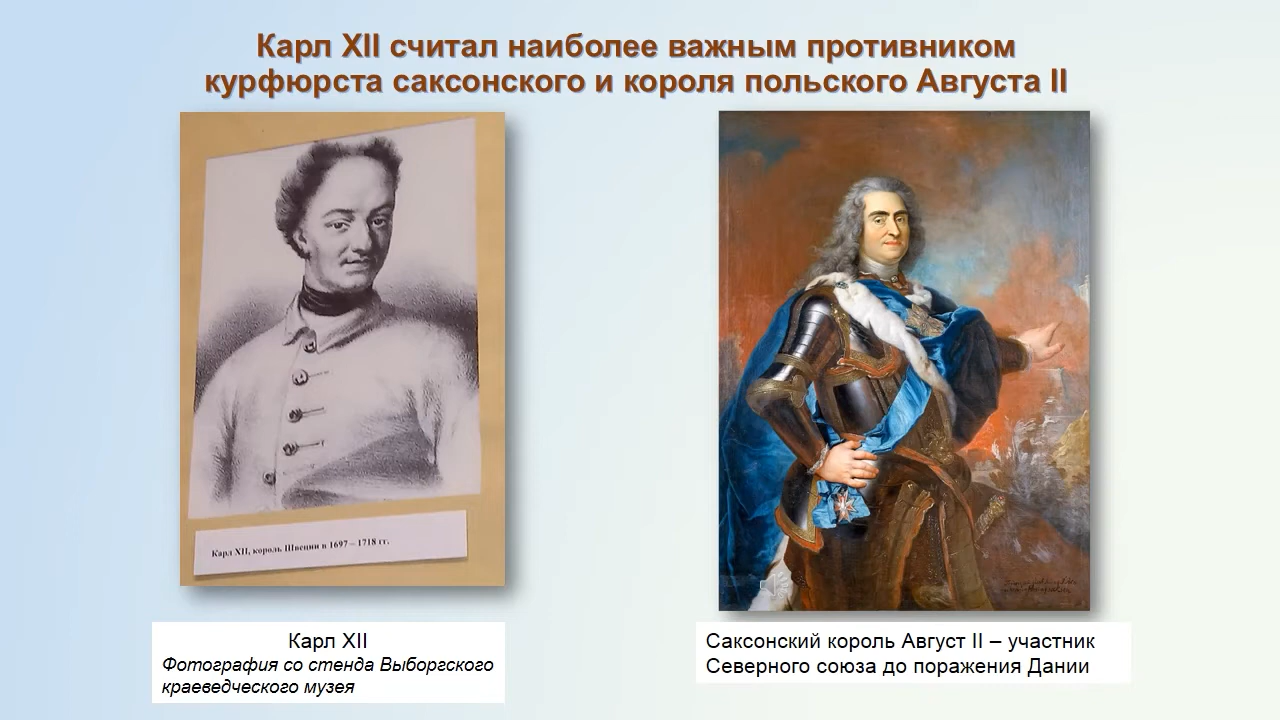 Карл XII считал наиболее важным противником
курфюрста саксонского и короля польского Августа II
Карл XII, король Швеции в 1697 – 1718 гг.
Карл XII
Фотография со стенда Выборгского
краеведческого музея
Саксонский король Август II – участник
Северного союза до поражения Дании